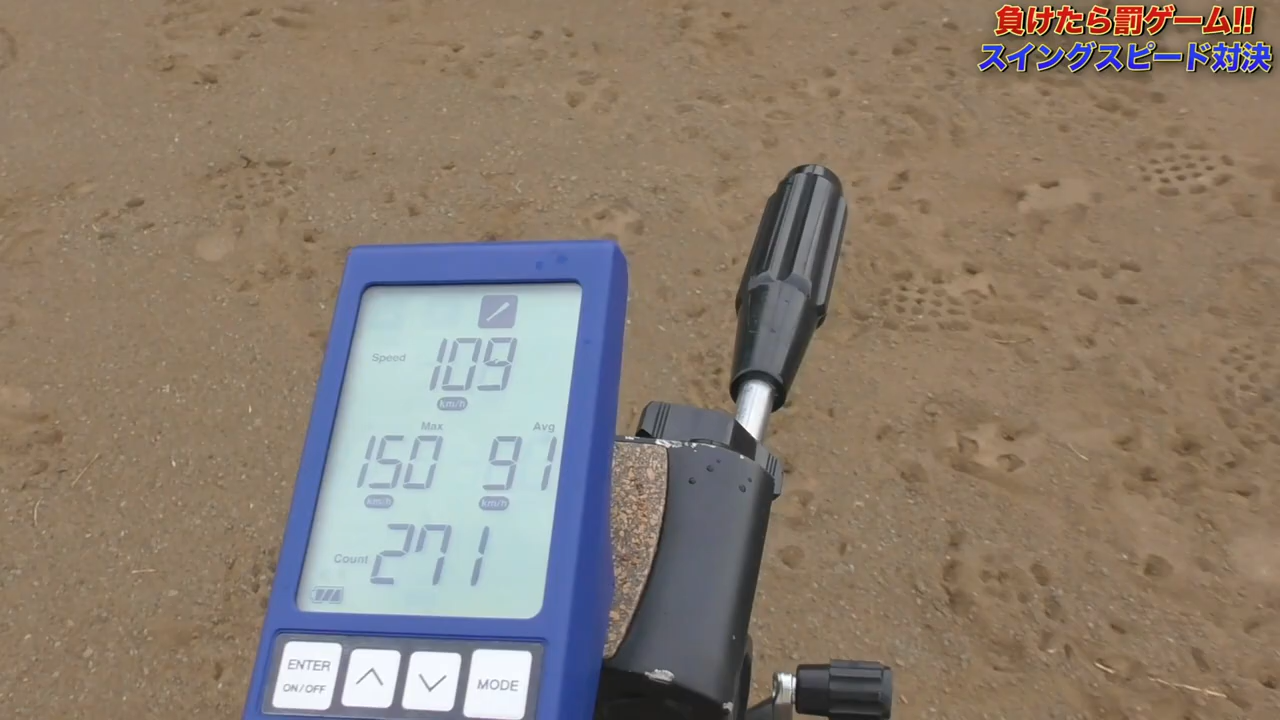 負けたら罰ゲーム!!
スイングスピード対決
Speed 109
km/h
Max Avg
150 91
km/h km/h
Count 271
ENTER
ON/OFF
MODE